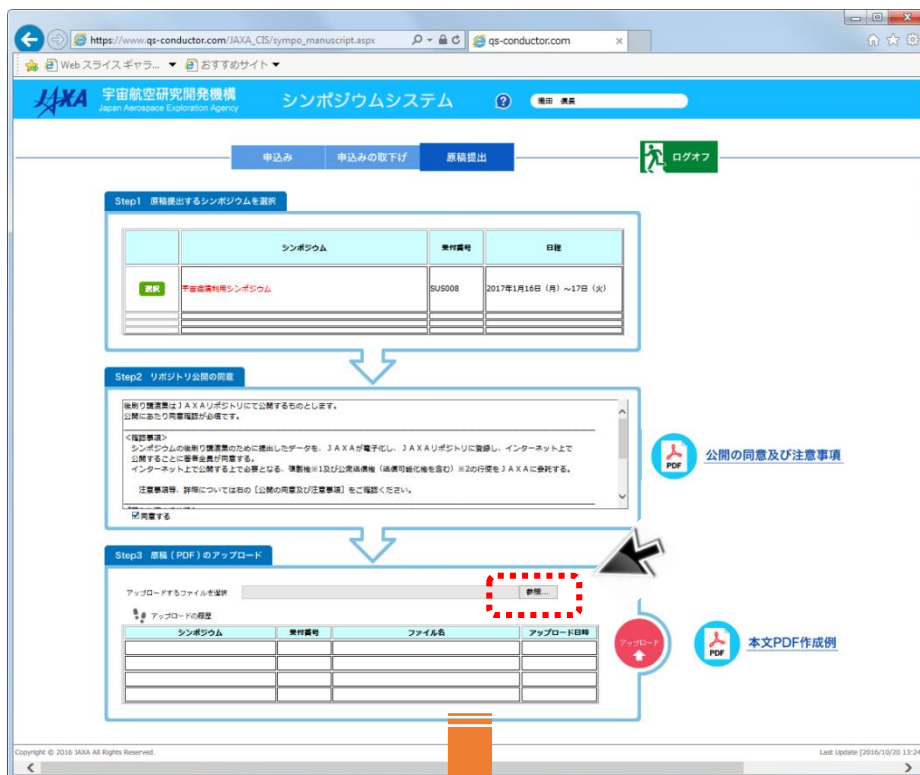 https://www.qs-conductor.com/JAXA_CIS/sympo_manuscript.aspx
qs-conductor.com
Web スライス ギャラ...
おすすめサイト
JAXA 宇宙航空研究開発機構
Japan Aerospace Exploration Agency
シンポジウムシステム
?
申込み
申込みの取下げ
原稿提出
ログオフ
Step1 原稿提出するシンポジウムを選択
シンポジウム 受付番号 日程
選択 宇宙環境利用シンポジウム SUS008 2017年1月16日（月）～17日（火）
Step2 リポジトリ公開の同意
後刷り講演集はＪＡＸＡリポジトリにて公開するものとします。
公開にあたり同意確認が必須です。
＜確認事項＞
シンポジウムの後刷り講演集のために提出したデータを、ＪＡＸＡが電子化し、ＪＡＸＡリポジトリに登録し、インターネット上で
公開することに著者全員が同意する。
インターネット上で公開する上で必要となる、複製権※1及び公衆送信権（送信可能化権を含む）※2の行使をＪＡＸＡに委託する。
注意事項等、詳細については右の［公開の同意及び注意事項］をご確認ください。
同意する
PDF 公開の同意及び注意事項
Step3 原稿（PDF）のアップロード
アップロードするファイルを選択
参照...
アップロードの履歴
シンポジウム 受付番号 ファイル名 アップロード日時
アップロード
PDF 本文PDF作成例
Copyright © 2016 JAXA All Rights Reserved.
Last Update [2016/10/20 13:24